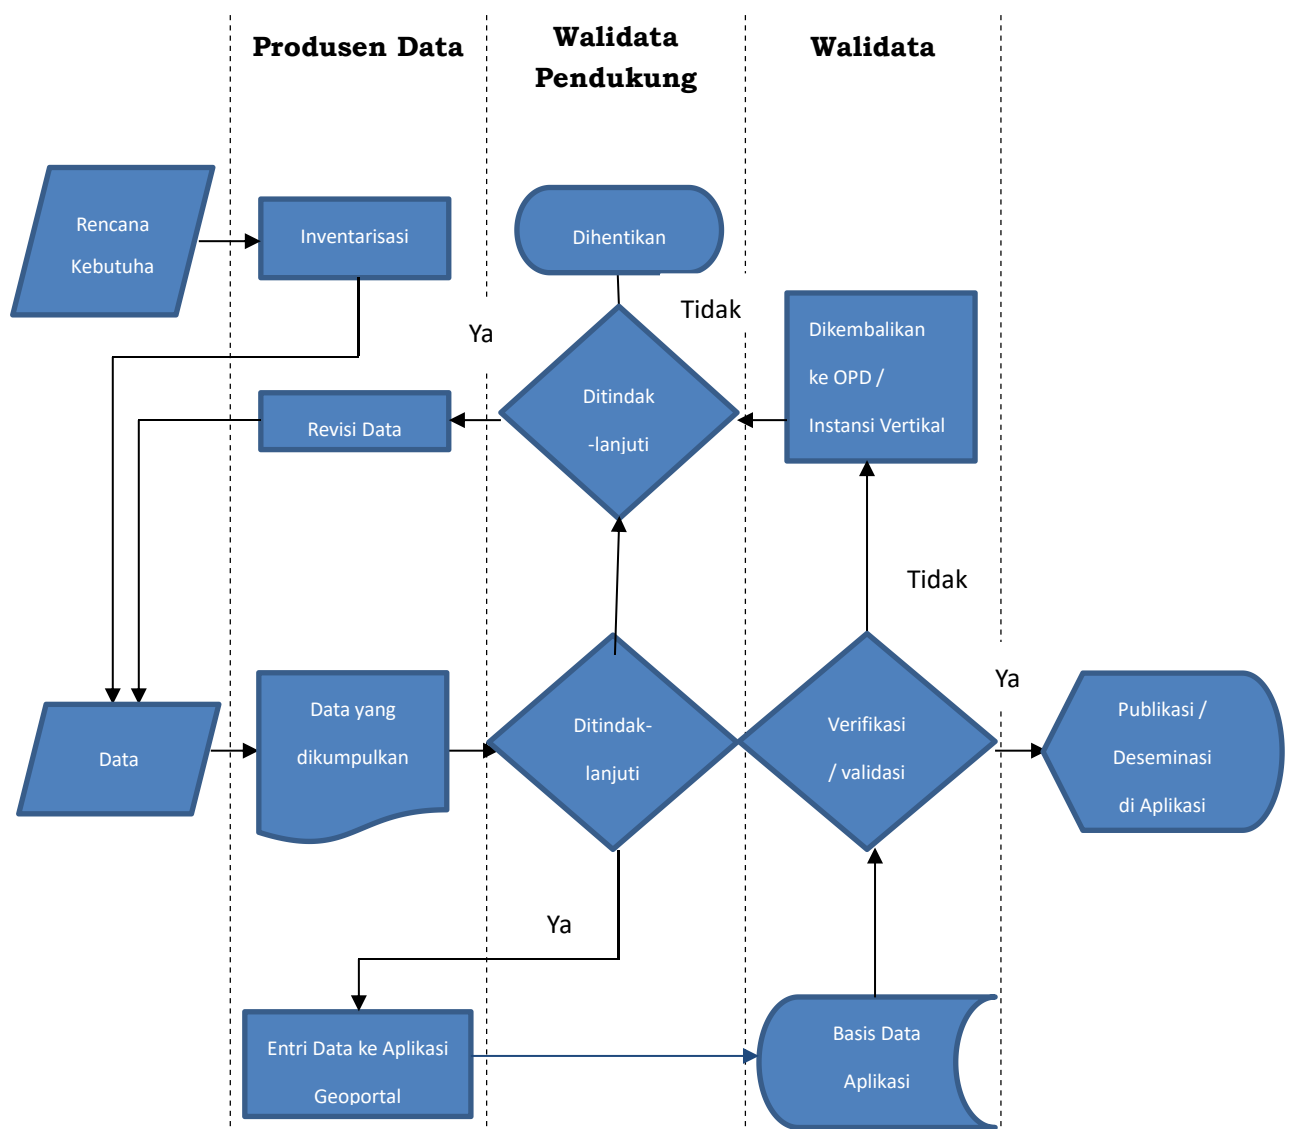 Produsen Data
Walidata
Pendukung
Walidata
Rencana
Kebutuha
Inventarisasi
Dihentikan
Tidak
Ya
Dikembalikan
ke OPD /
Instansi Vertikal
Ditindak
-lanjuti
Revisi Data
Tidak
Ya
Data
Data yang
dikumpulkan
Ditindak-
lanjuti
Verifikasi
/ validasi
Publikasi /
Deseminasi
di Aplikasi
Ya
Entri Data ke Aplikasi
Geoportal
Basis Data
Aplikasi